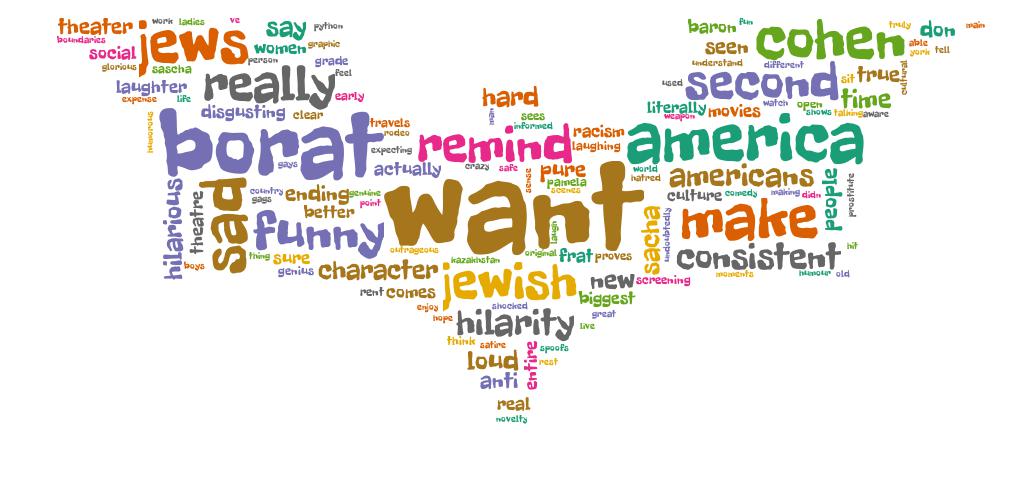 theater
work
ladies
ve
boundaries
jews
say
python
social
women
graphic
glorious
sascha
person
grade
laughter
really
feel
expense
life
early
disgusting
clear
humorous
borat
travels
rodeo
expecting
gays
actually
hard
man
sees
informed
remind
racism
laughing
crazy
safe
sense
pure
pamela
scenes
baron
fun
cohen
truly
don
main
seen
able
york
tell
understand
different
used
second
sit
true
cultural
time
literally
weapon
movies
watch
open
shows
talking
aware
america
world
hatred
americans
culture
comedy
making
didn
people
prostitute
hilarious
theatre
sad
country
gags
ending
genuine
better
point
want
funny
outrageous
laugh
original
frat
proves
sacha
undoubtedly
make
consistent
hit
boys
thing
sure
genius
character
kazakhstan
jewish
new
screening
moments
humour
old
rent
comes
shocked
biggest
enjoy
great
hope
hilarity
live
think
satire
entire
spoofs
loud
rest
anti
real
novelty